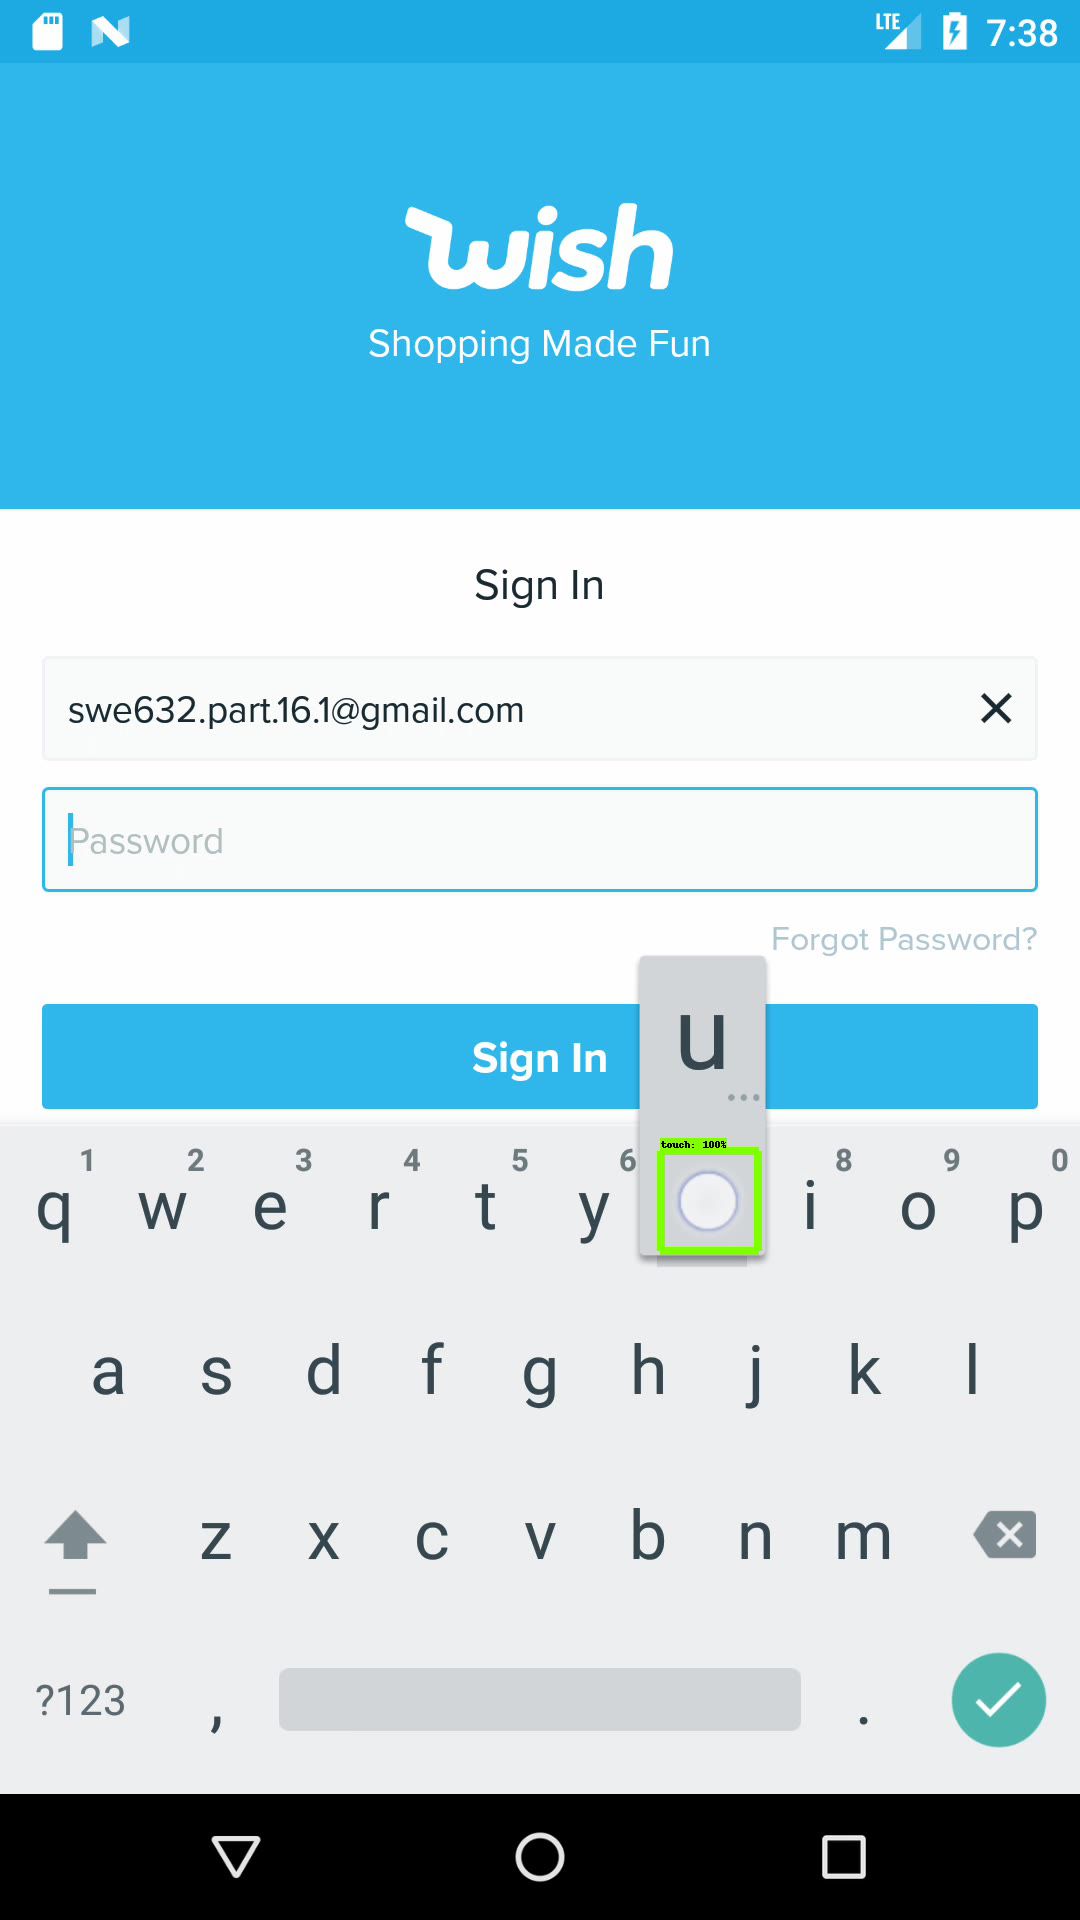 LTE 7:38
wish
Shopping Made Fun
Sign In
swe632.part.16.1@gmail.com
Password
Forgot Password?
Sign In
u
...
touch: 100%
1 2 3 4 5 6 8 9 0
q w e r t y i o p
a s d f g h j k l
z x c v b n m
?123 , .